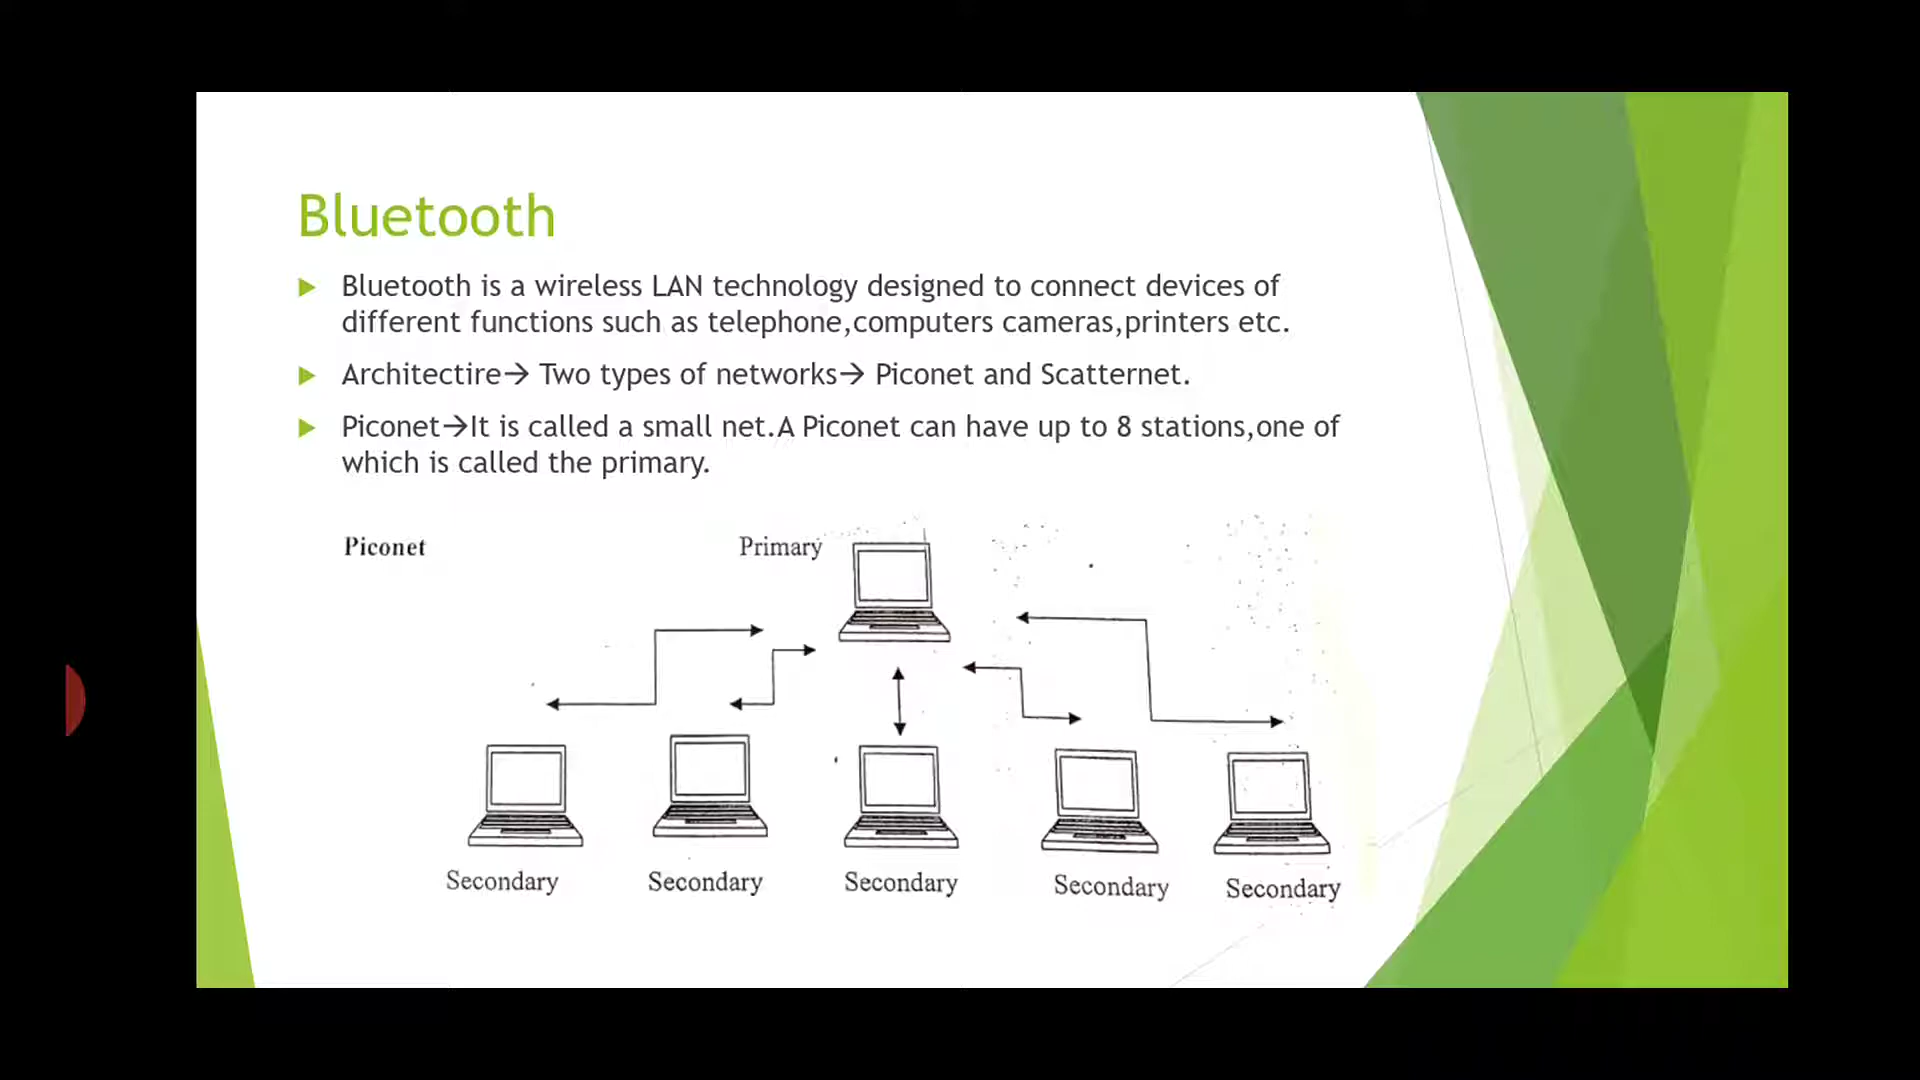 Bluetooth
Bluetooth is a wireless LAN technology designed to connect devices of
different functions such as telephone,computers cameras,printers etc.
Architectire→ Two types of networks→ Piconet and Scatternet.
Piconet→It is called a small net.A Piconet can have up to 8 stations,one of
which is called the primary.
Piconet
Primary
Secondary
Secondary
Secondary
Secondary
Secondary